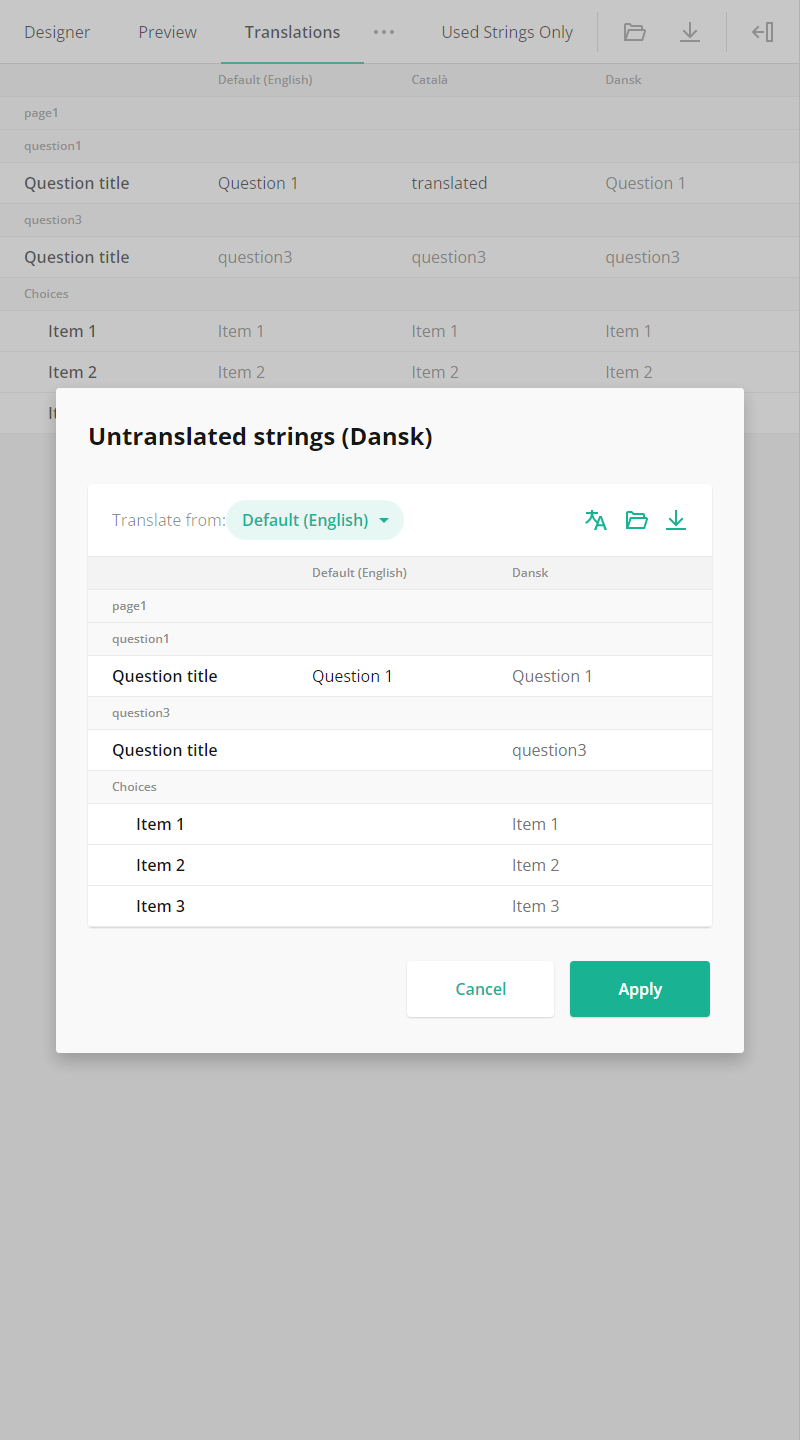 Designer Preview Translations Used Strings Only
Default (English) Català Dansk
page1
question1
Question title Question 1 translated Question 1
question3
Question title question3 question3 question3
Choices
Item 1 Item 1 Item 1 Item 1
Item 2 Item 2 Item 2 Item 2
Untranslated strings (Dansk)
Translate from: Default (English)
Default (English) Dansk
page1
question1
Question title Question 1 Question 1
question3
Question title question3
Choices
Item 1 Item 1
Item 2 Item 2
Item 3 Item 3
Cancel Apply